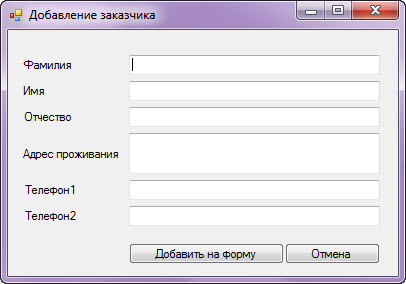 Добавление заказчика
Фамилия
Имя
Отчество
Адрес проживания
Телефон1
Телефон2
Добавить на форму Отмена